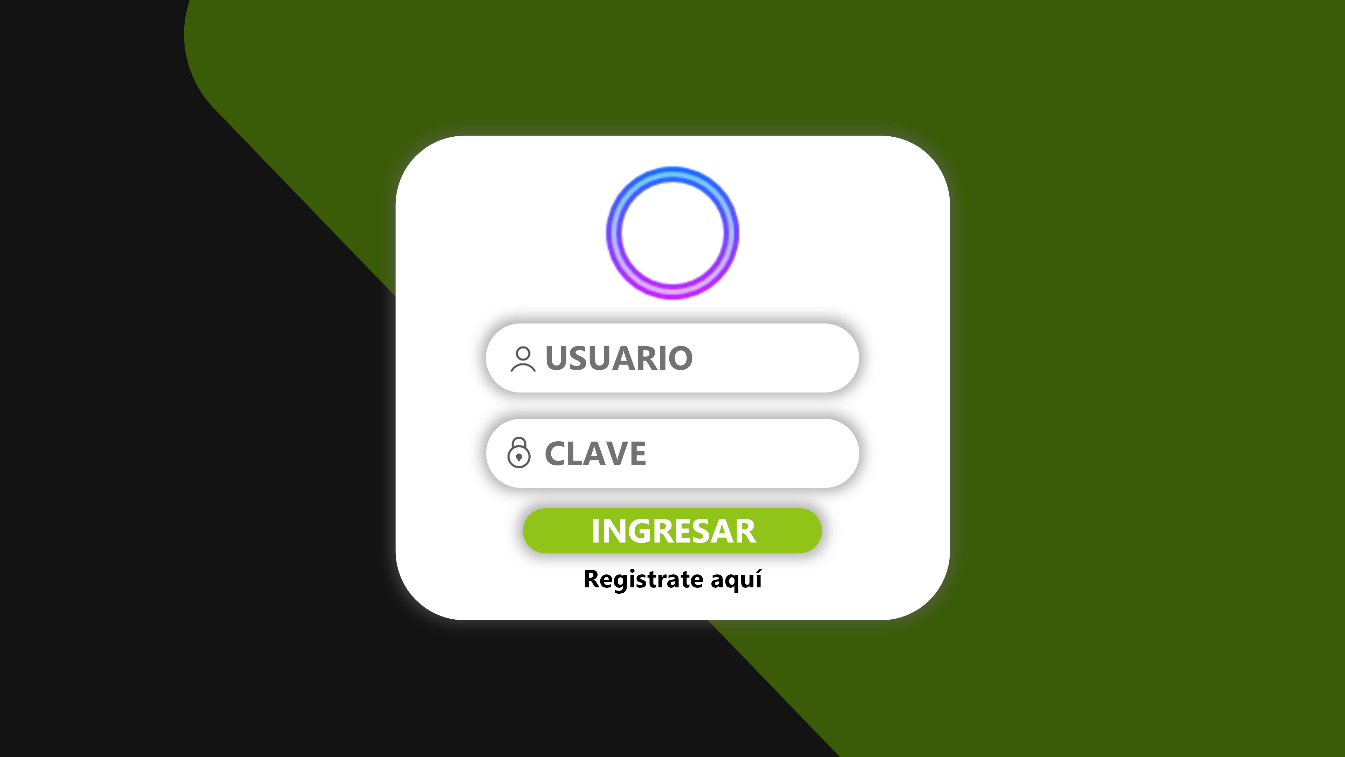 USUARIO
CLAVE
INGRESAR
Registrate aquí